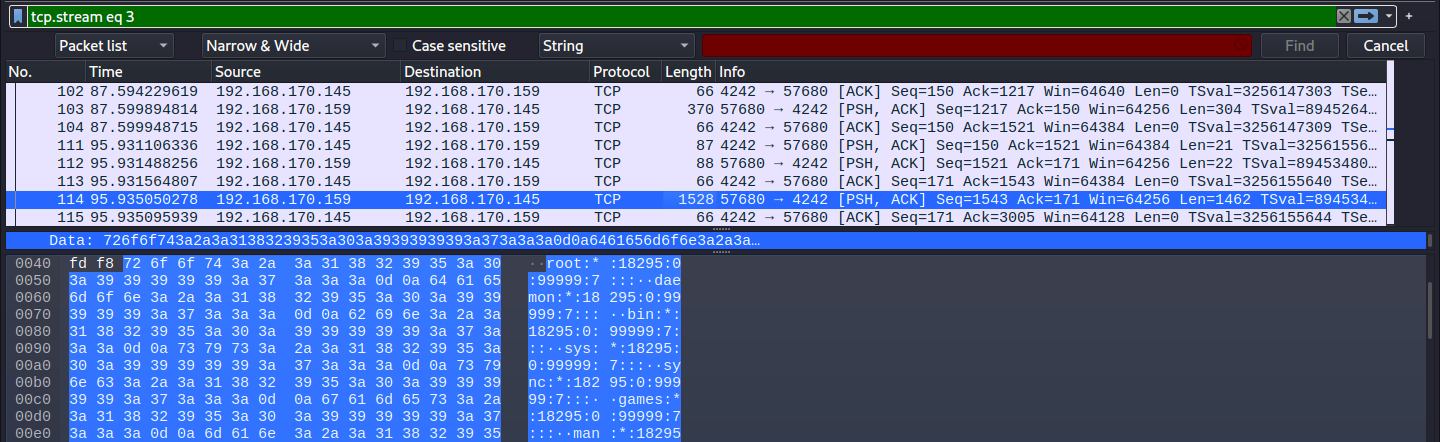 tcp.stream eq 3
Packet list Narrow & Wide Case sensitive String Find Cancel
No. Time Source Destination Protocol Length Info
102 87.594229619 192.168.170.145 192.168.170.159 TCP 66 4242 → 57680 [ACK] Seq=150 Ack=1217 Win=64640 Len=0 TSval=3256147303 TSe…
103 87.599894814 192.168.170.159 192.168.170.145 TCP 370 57680 → 4242 [PSH, ACK] Seq=1217 Ack=150 Win=64256 Len=304 TSval=8945264…
104 87.599948715 192.168.170.145 192.168.170.159 TCP 66 4242 → 57680 [ACK] Seq=150 Ack=1521 Win=64384 Len=0 TSval=3256147309 TSe…
111 95.931106336 192.168.170.145 192.168.170.159 TCP 87 4242 → 57680 [PSH, ACK] Seq=150 Ack=1521 Win=64384 Len=21 TSval=32561556…
112 95.931488256 192.168.170.159 192.168.170.145 TCP 88 57680 → 4242 [PSH, ACK] Seq=1521 Ack=171 Win=64256 Len=22 TSval=89453480…
113 95.931564807 192.168.170.145 192.168.170.159 TCP 66 4242 → 57680 [ACK] Seq=171 Ack=1543 Win=64384 Len=0 TSval=3256155640 TSe…
114 95.935050278 192.168.170.159 192.168.170.145 TCP 1528 57680 → 4242 [PSH, ACK] Seq=1543 Ack=171 Win=64256 Len=1462 TSval=894534…
115 95.935095939 192.168.170.145 192.168.170.159 TCP 66 4242 → 57680 [ACK] Seq=171 Ack=3005 Win=64128 Len=0 TSval=3256155644 TSe…
Data: 726f6f743a2a3a31383239353a303a39393939393a373a3a3a0d0a6461656d6f6e3a2a3a…
0040 fd f8 72 6f 6f 74 3a 2a 3a 31 38 32 39 35 3a 30 ··root:* :18295:0
0050 3a 39 39 39 39 39 3a 37 3a 3a 3a 0d 0a 64 61 65 :99999:7 :::··dae
0060 6d 6f 6e 3a 2a 3a 31 38 32 39 35 3a 30 3a 39 39 mon:*:18 295:0:99
0070 39 39 39 3a 37 3a 3a 3a 0d 0a 62 69 6e 3a 2a 3a 999:7::: ··bin:*:
0080 31 38 32 39 35 3a 30 3a 39 39 39 39 39 3a 37 3a 18295:0: 99999:7:
0090 3a 3a 0d 0a 73 79 73 3a 2a 3a 31 38 32 39 35 3a ::··sys: *:18295:
00a0 30 3a 39 39 39 39 39 3a 37 3a 3a 3a 0d 0a 73 79 0:99999: 7:::··sy
00b0 6e 63 3a 2a 3a 31 38 32 39 35 3a 30 3a 39 39 39 nc:*:182 95:0:999
00c0 39 39 3a 37 3a 3a 3a 0d 0a 67 61 6d 65 73 3a 2a 99:7:::· ·games:*
00d0 3a 31 38 32 39 35 3a 30 3a 39 39 39 39 39 3a 37 :18295:0 :99999:7
00e0 3a 3a 3a 0d 0a 6d 61 6e 3a 2a 3a 31 38 32 39 35 :::··man :*:18295